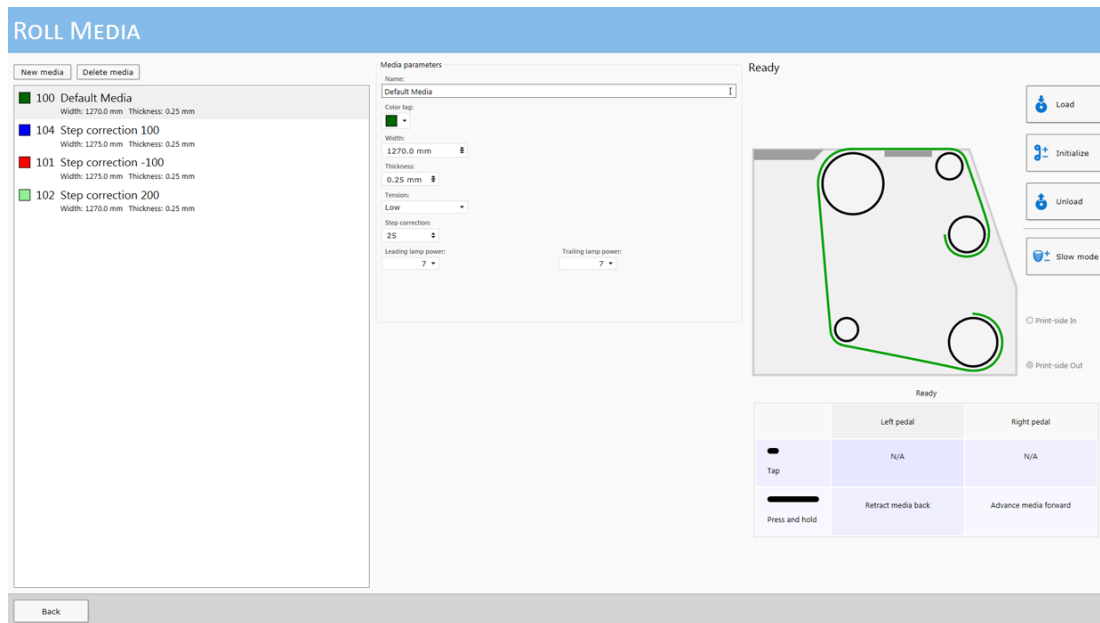 ROLL MEDIA
New media Delete media
100 Default Media
Width: 1270.0 mm Thickness: 0.25 mm
104 Step correction 100
Width: 1275.0 mm Thickness: 0.25 mm
101 Step correction -100
Width: 1275.0 mm Thickness: 0.25 mm
102 Step correction 200
Width: 1270.0 mm Thickness: 0.25 mm
Media parameters
Name:
Default Media
Color tag:
Width:
1270.0 mm
Thickness:
0.25 mm
Tension:
Low
Step correction:
25
Leading lamp power: Trailing lamp power:
7 7
Ready
Load
Initialize
Unload
Slow mode
Print-side In
Print-side Out
Ready
Left pedal Right pedal
Tap N/A N/A
Press and hold Retract media back Advance media forward
Back